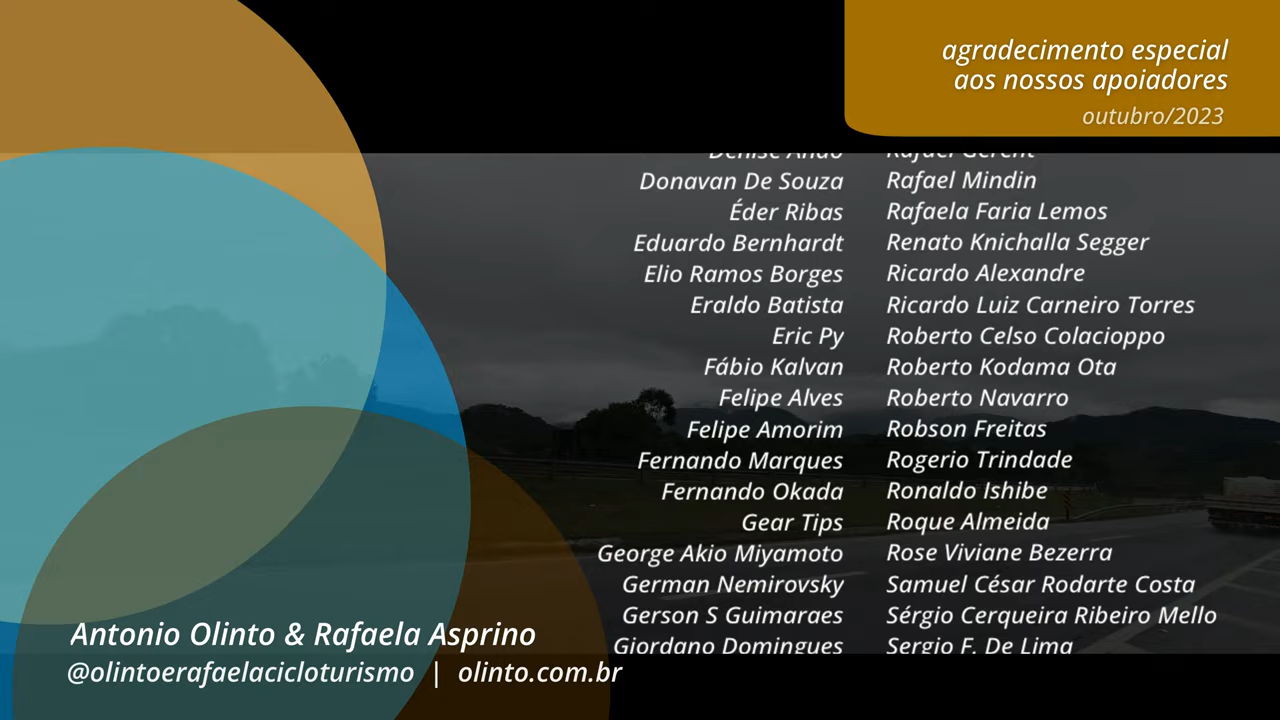 agradecimento especial
aos nossos apoiadores
outubro/2023
Denise Ando
Donavan De Souza
Éder Ribas
Eduardo Bernhardt
Elio Ramos Borges
Eraldo Batista
Eric Py
Fábio Kalvan
Felipe Alves
Felipe Amorim
Fernando Marques
Fernando Okada
Gear Tips
George Akio Miyamoto
German Nemirovsky
Gerson S Guimaraes
Giordano Domingues
Rafael Gerent
Rafael Mindin
Rafaela Faria Lemos
Renato Knichalla Segger
Ricardo Alexandre
Ricardo Luiz Carneiro Torres
Roberto Celso Colacioppo
Roberto Kodama Ota
Roberto Navarro
Robson Freitas
Rogerio Trindade
Ronaldo Ishibe
Roque Almeida
Rose Viviane Bezerra
Samuel César Rodarte Costa
Sérgio Cerqueira Ribeiro Mello
Sergio F. De Lima
Antonio Olinto & Rafaela Asprino
@olintoerafaelacicloturismo | olinto.com.br